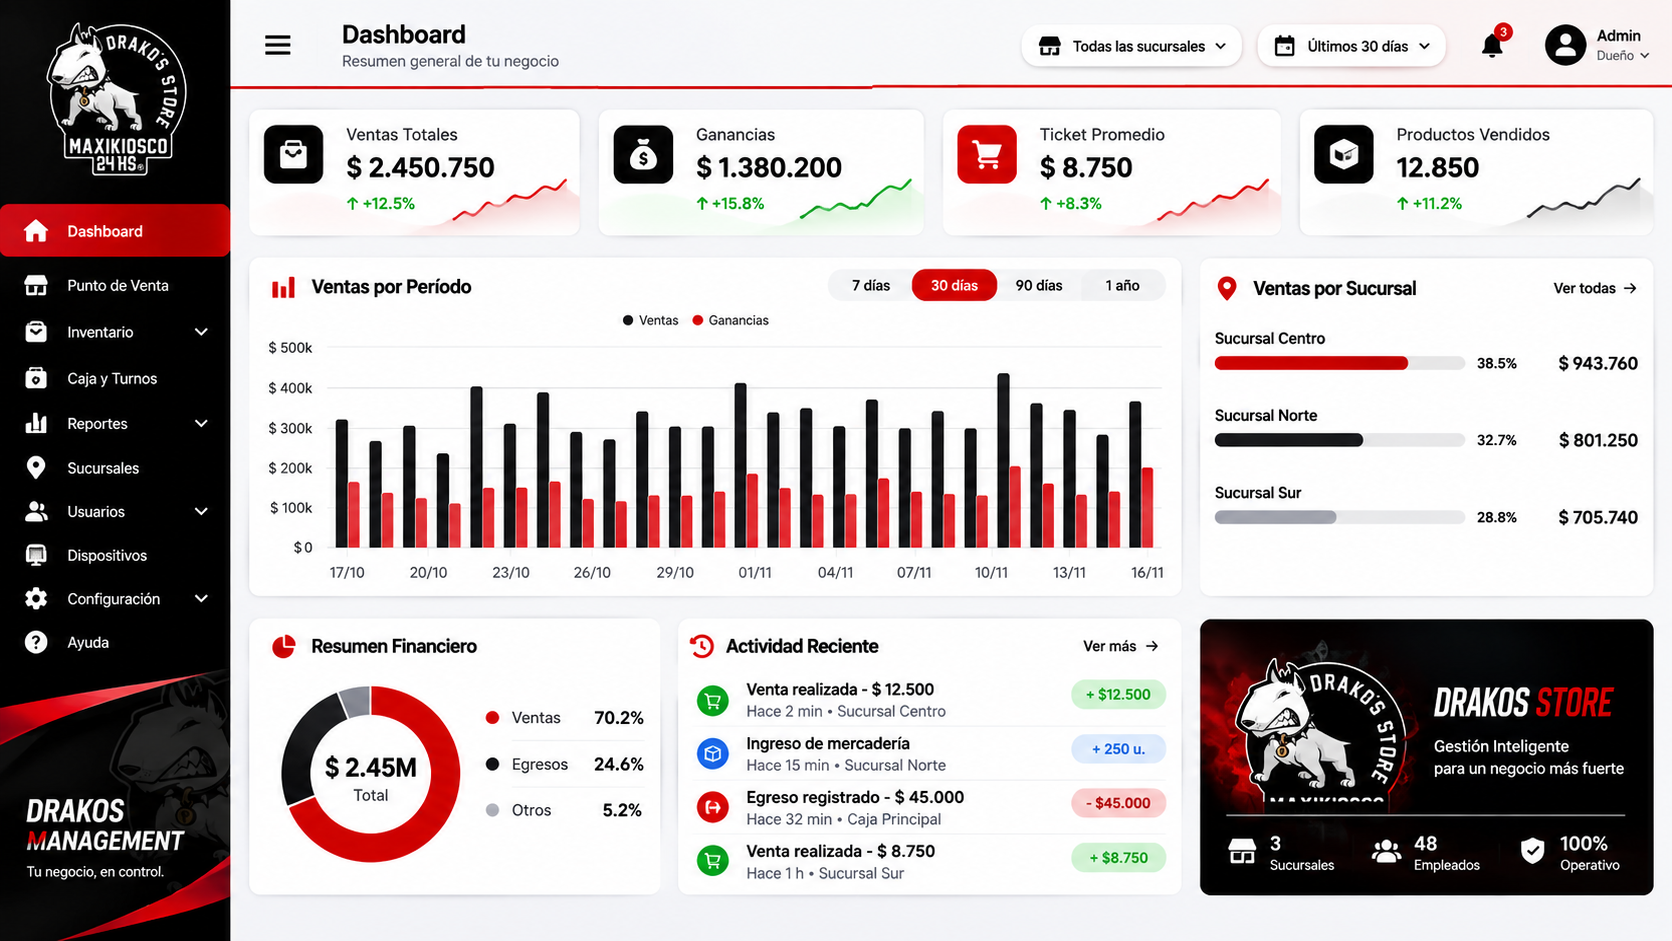 DRAKO'S STORE
MAXIKIOSCO
24 HS®
Dashboard
Punto de Venta
Inventario
Caja y Turnos
Reportes
Sucursales
Usuarios
Dispositivos
Configuración
Ayuda
DRAKOS
MANAGEMENT
Tu negocio, en control.
Dashboard
Resumen general de tu negocio
Todas las sucursales
Últimos 30 días
3
Admin
Dueño
Ventas Totales
$ 2.450.750
↑ +12.5%
Ganancias
$ 1.380.200
↑ +15.8%
Ticket Promedio
$ 8.750
↑ +8.3%
Productos Vendidos
12.850
↑ +11.2%
Ventas por Período
7 días 30 días 90 días 1 año
Ventas Ganancias
$ 500k
$ 400k
$ 300k
$ 200k
$ 100k
$ 0
17/10 20/10 23/10 26/10 29/10 01/11 04/11 07/11 10/11 13/11 16/11
Ventas por Sucursal
Ver todas →
Sucursal Centro
38.5% $ 943.760
Sucursal Norte
32.7% $ 801.250
Sucursal Sur
28.8% $ 705.740
Resumen Financiero
$ 2.45M
Total
Ventas 70.2%
Egresos 24.6%
Otros 5.2%
Actividad Reciente
Ver más →
Venta realizada - $ 12.500
Hace 2 min • Sucursal Centro
+ $12.500
Ingreso de mercadería
Hace 15 min • Sucursal Norte
+ 250 u.
Egreso registrado - $ 45.000
Hace 32 min • Caja Principal
- $45.000
Venta realizada - $ 8.750
Hace 1 h • Sucursal Sur
+ $8.750
DRAKO'S STORE
MAXIKIOSCO
DRAKOS STORE
Gestión Inteligente
para un negocio más fuerte
3
Sucursales
48
Empleados
100%
Operativo